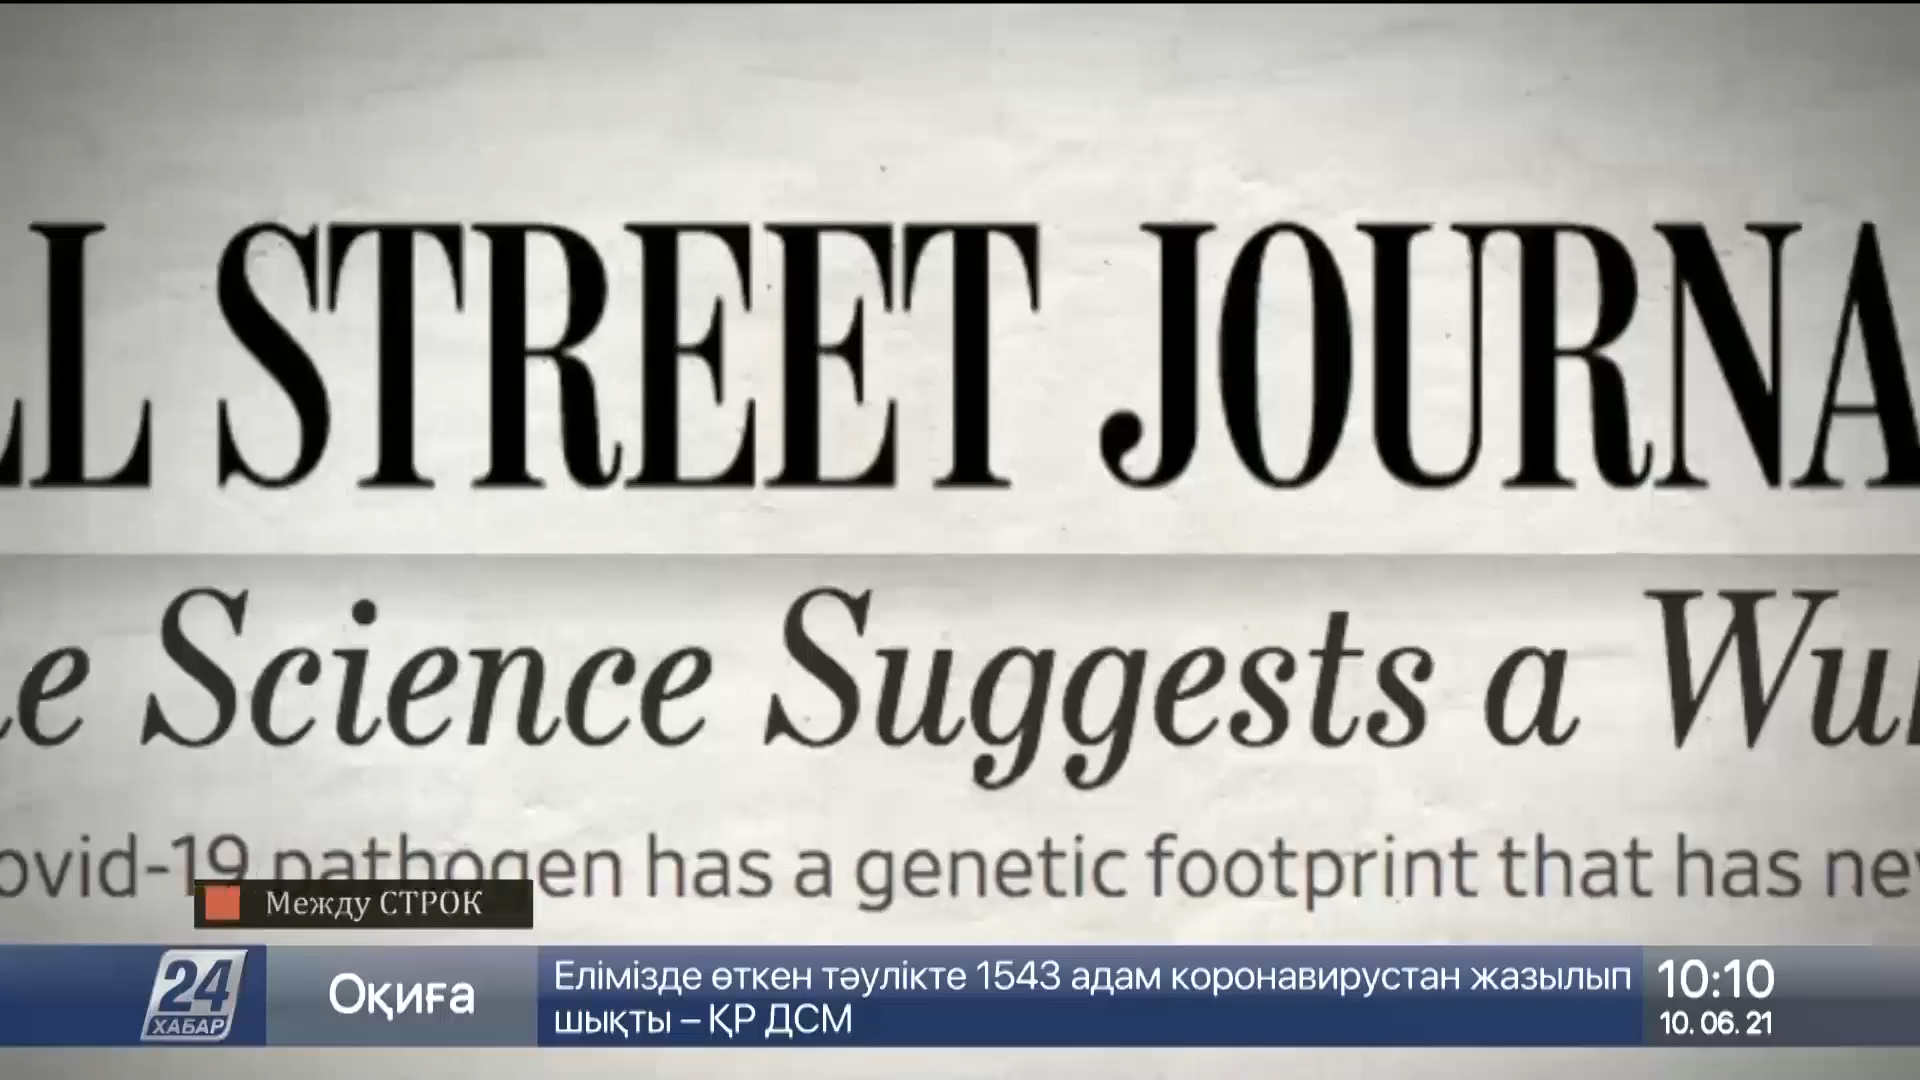 LL STREET JOURNA
e Science Suggests a Wu
ovid-19 pathogen has a genetic footprint that has ne
Между СТРОК
24
ХАБАР
Оқиға
Елімізде өткен тәулікте 1543 адам коронавирустан жазылып
шықты – ҚР ДСМ
10:10
10. 06. 21